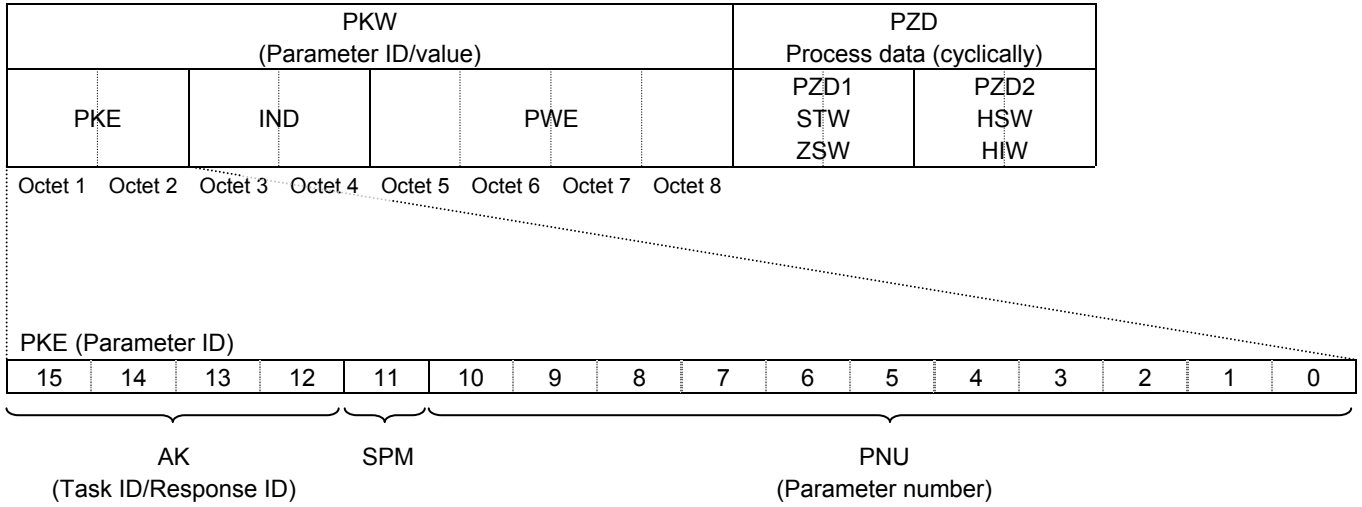 PKW
(Parameter ID/value)
PZD
Process data (cyclically)
PKE
IND
PWE
PZD1
STW
ZSW
PZD2
HSW
HIW
Octet 1 Octet 2 Octet 3 Octet 4 Octet 5 Octet 6 Octet 7 Octet 8
PKE (Parameter ID)
15 14 13 12 11 10 9 8 7 6 5 4 3 2 1 0
AK
(Task ID/Response ID)
SPM
PNU
(Parameter number)